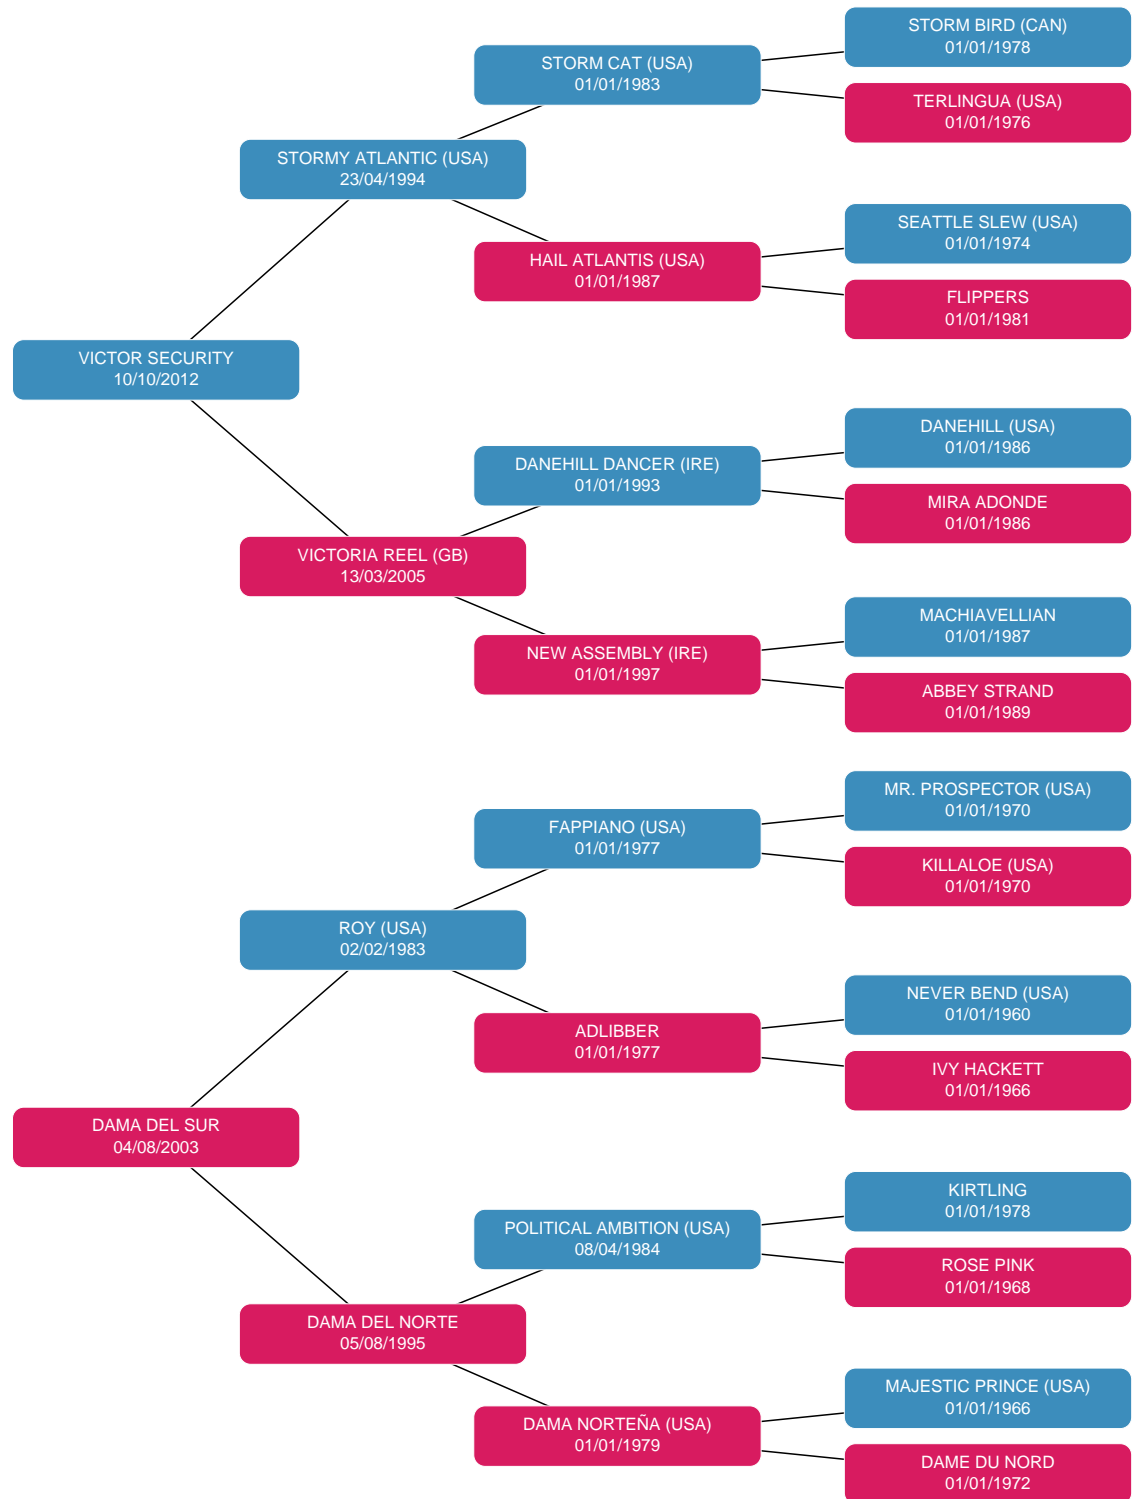 STORM BIRD (CAN)
01/01/1978
STORM CAT (USA)
01/01/1983
TERLINGUA (USA)
01/01/1976
STORMY ATLANTIC (USA)
23/04/1994
SEATTLE SLEW (USA)
01/01/1974
HAIL ATLANTIS (USA)
01/01/1987
FLIPPERS
01/01/1981
VICTOR SECURITY
10/10/2012
DANEHILL (USA)
01/01/1986
DANEHILL DANCER (IRE)
01/01/1993
MIRA ADONDE
01/01/1986
VICTORIA REEL (GB)
13/03/2005
MACHIAVELLIAN
01/01/1987
NEW ASSEMBLY (IRE)
01/01/1997
ABBEY STRAND
01/01/1989
MR. PROSPECTOR (USA)
01/01/1970
FAPPIANO (USA)
01/01/1977
KILLALOE (USA)
01/01/1970
ROY (USA)
02/02/1983
NEVER BEND (USA)
01/01/1960
ADLIBBER
01/01/1977
IVY HACKETT
01/01/1966
DAMA DEL SUR
04/08/2003
KIRTLING
01/01/1978
POLITICAL AMBITION (USA)
08/04/1984
ROSE PINK
01/01/1968
DAMA DEL NORTE
05/08/1995
MAJESTIC PRINCE (USA)
01/01/1966
DAMA NORTEÑA (USA)
01/01/1979
DAME DU NORD
01/01/1972